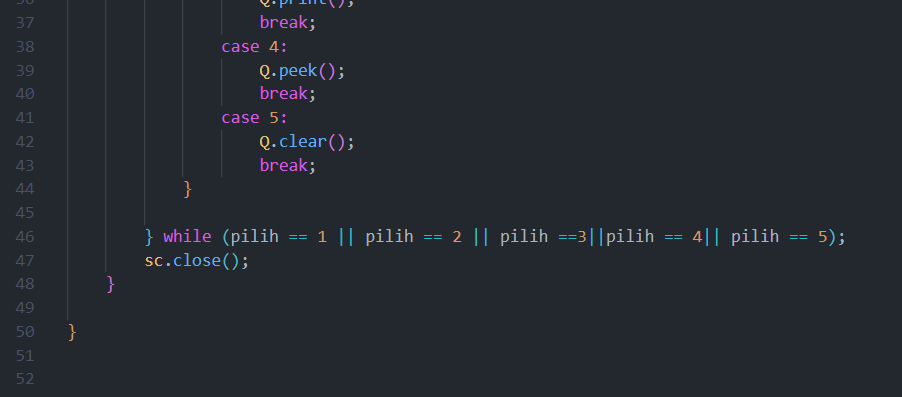 37 break;
38 case 4:
39 Q.peek();
40 break;
41 case 5:
42 Q.clear();
43 break;
44 }
45
46 } while (pilih == 1 || pilih == 2 || pilih ==3||pilih == 4|| pilih == 5);
47 sc.close();
48 }
49
50 }
51
52